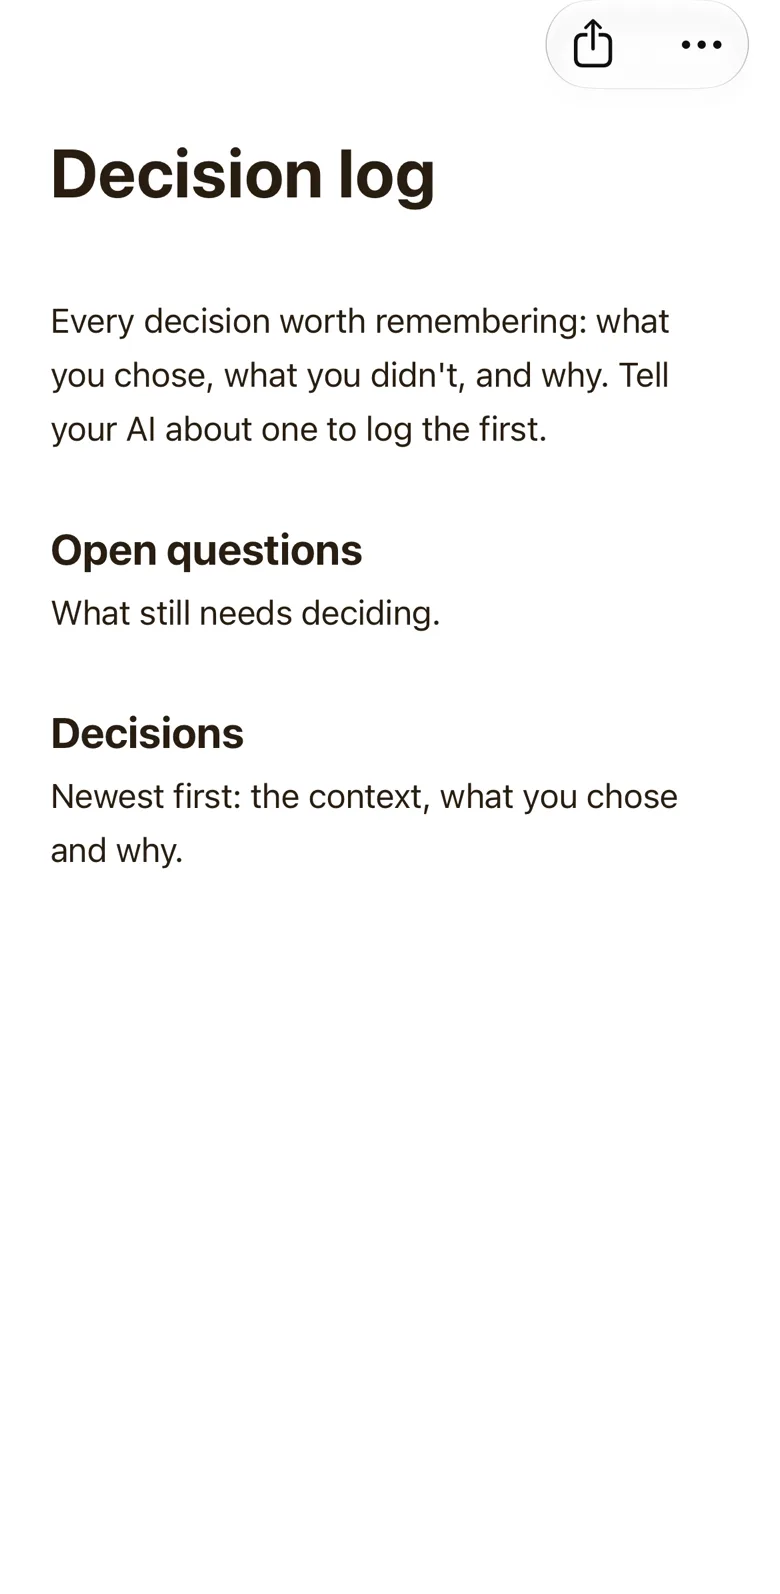 Decision log
Every decision worth remembering: what
you chose, what you didn't, and why. Tell
your AI about one to log the first.
Open questions
What still needs deciding.
Decisions
Newest first: the context, what you chose
and why.